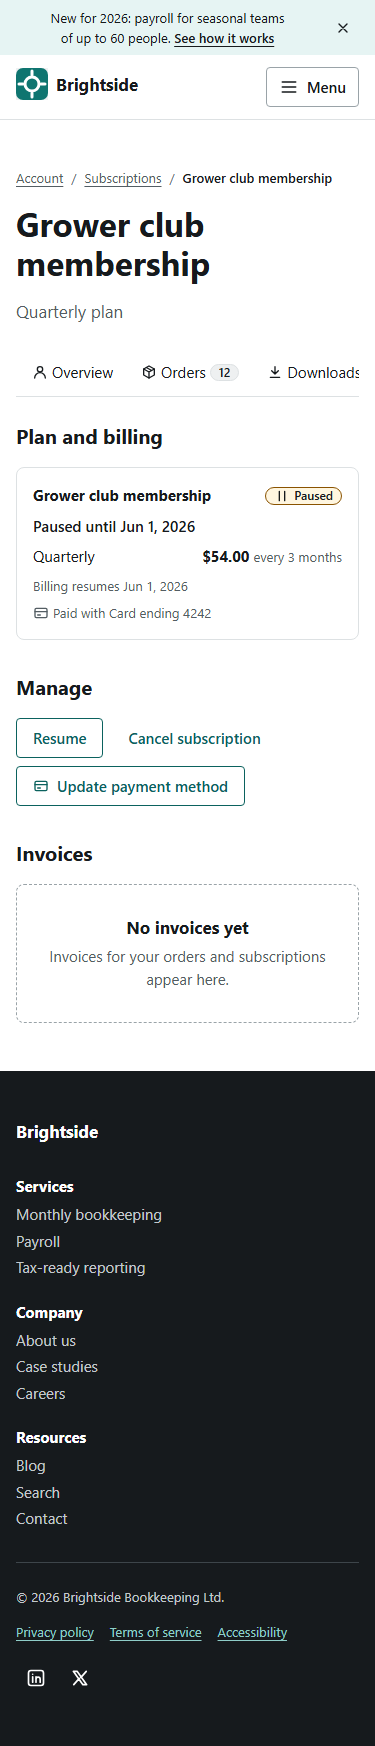 New for 2026: payroll for seasonal teams
of up to 60 people. See how it works
Brightside
Menu
Account / Subscriptions / Grower club membership
Grower club
membership
Quarterly plan
Overview Orders 12 Downloads
Plan and billing
Grower club membership Paused
Paused until Jun 1, 2026
Quarterly $54.00 every 3 months
Billing resumes Jun 1, 2026
Paid with Card ending 4242
Manage
Resume Cancel subscription
Update payment method
Invoices
No invoices yet
Invoices for your orders and subscriptions
appear here.
Brightside
Services
Monthly bookkeeping
Payroll
Tax-ready reporting
Company
About us
Case studies
Careers
Resources
Blog
Search
Contact
© 2026 Brightside Bookkeeping Ltd.
Privacy policy Terms of service Accessibility